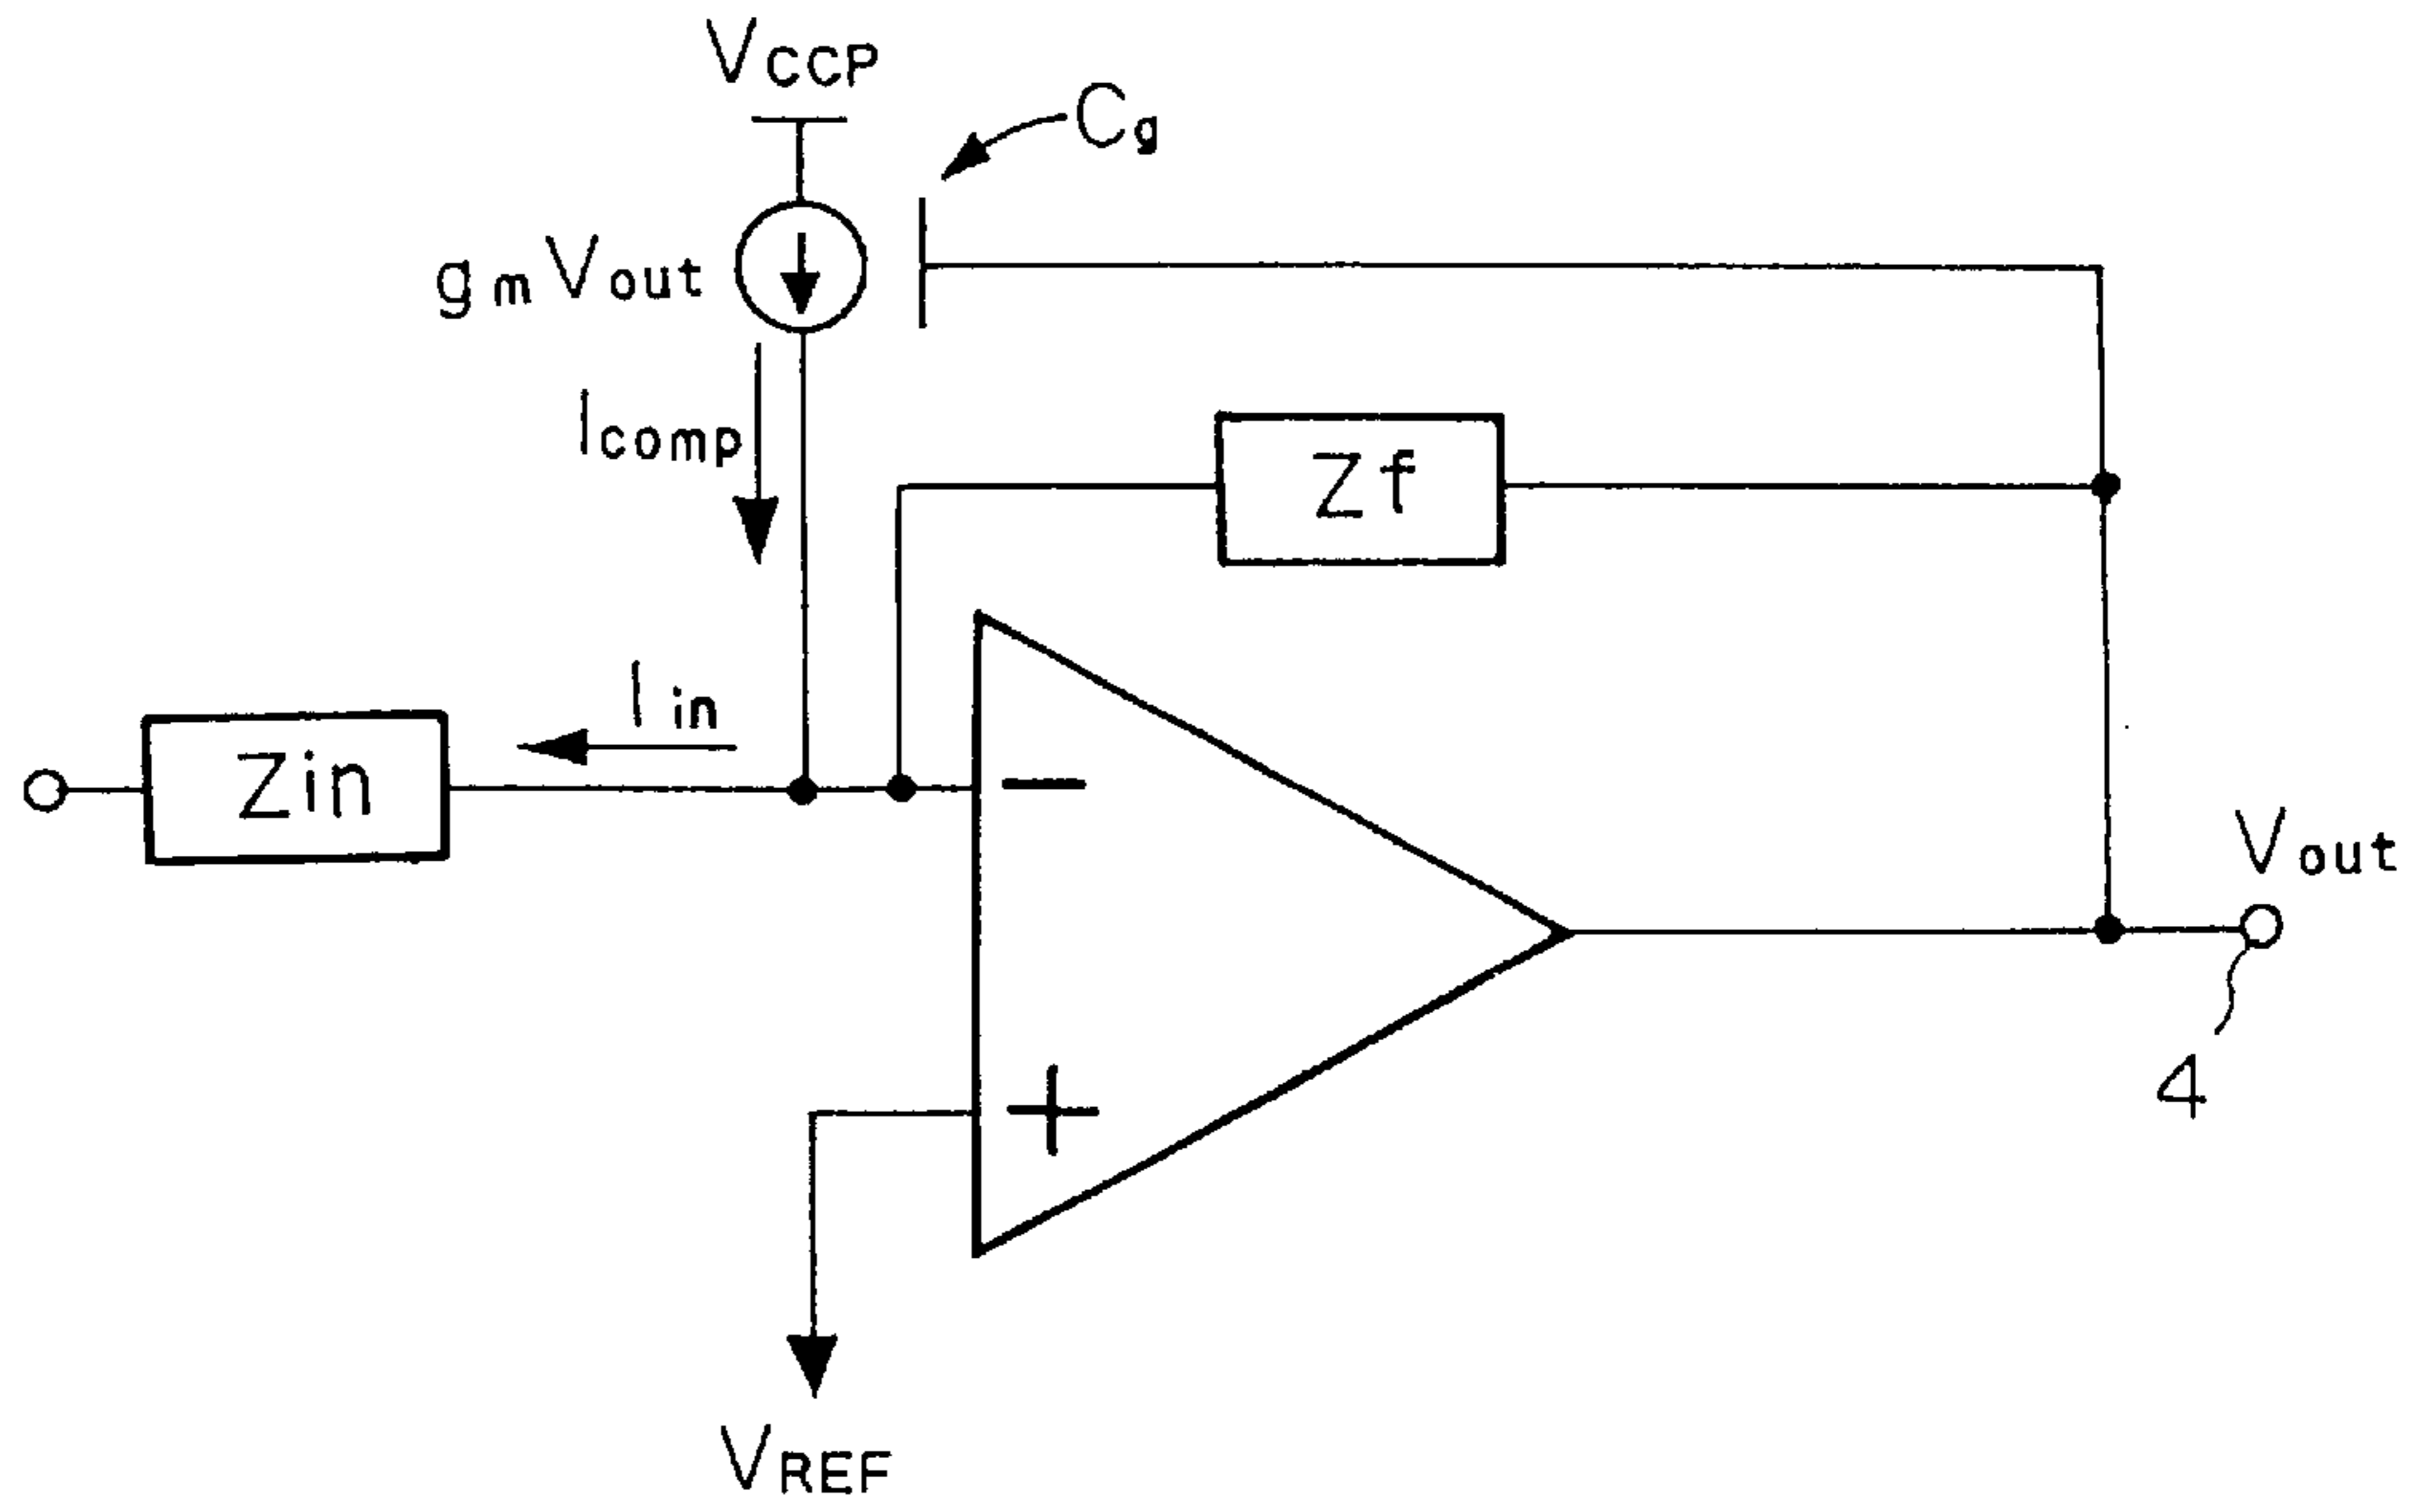 VCCP
Cg
gmVout
Icomp
Zf
Iin
Zin
−
Vout
+
4
VREF